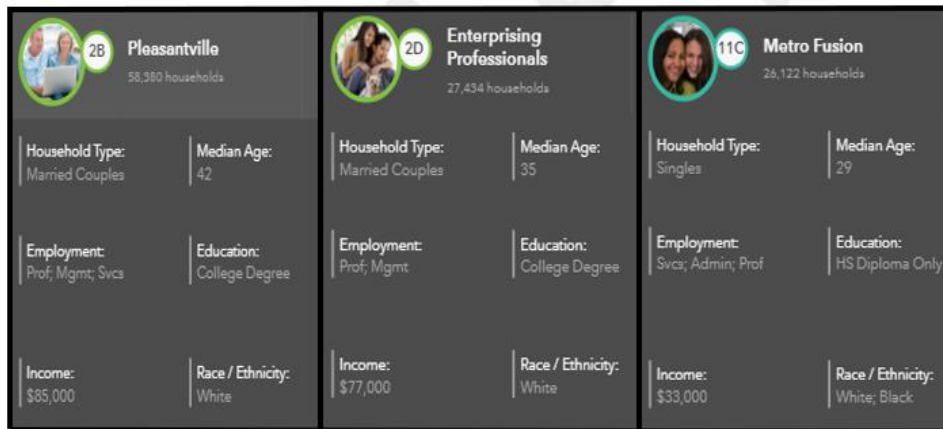 2B
Pleasantville
58,380 households
Household Type:
Married Couples
Median Age:
42
Employment:
Prof; Mgmt; Svcs
Education:
College Degree
Income:
$85,000
Race / Ethnicity:
White
2D
Enterprising
Professionals
27,434 households
Household Type:
Married Couples
Median Age:
35
Employment:
Prof; Mgmt
Education:
College Degree
Income:
$77,000
Race / Ethnicity:
White
11C
Metro Fusion
26,122 households
Household Type:
Singles
Median Age:
29
Employment:
Svcs; Admin; Prof
Education:
HS Diploma Only
Income:
$33,000
Race / Ethnicity:
White; Black